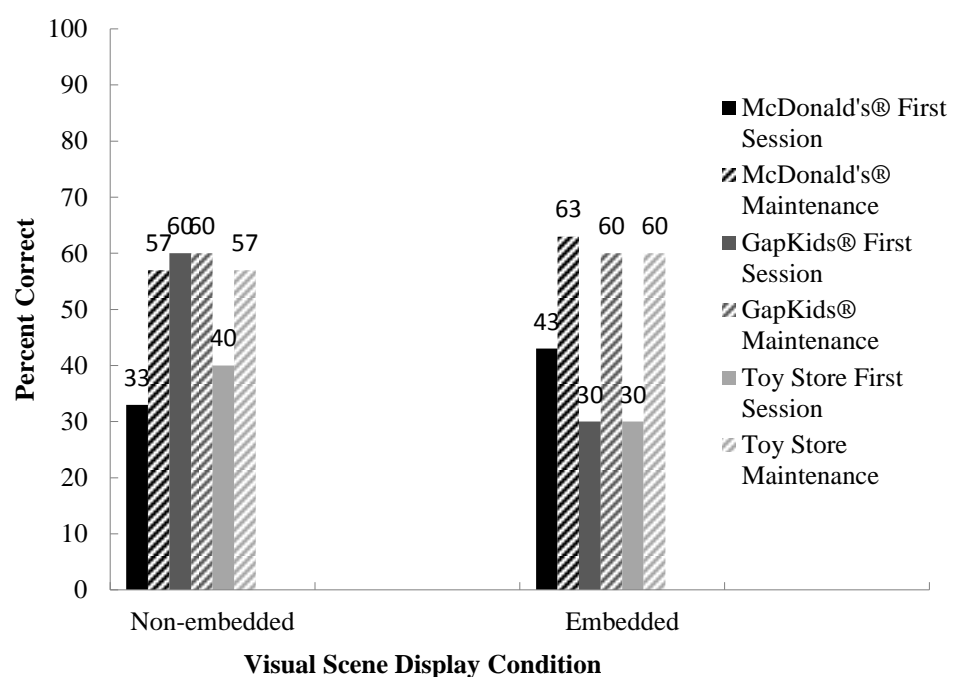 100
90
80
70
60
50
40
30
20
10
0
Percent Correct
33
57
60
60
40
57
43
63
30
60
30
60
Non-embedded
Embedded
Visual Scene Display Condition
McDonald's® First
Session
McDonald's®
Maintenance
GapKids® First
Session
GapKids®
Maintenance
Toy Store First
Session
Toy Store
Maintenance